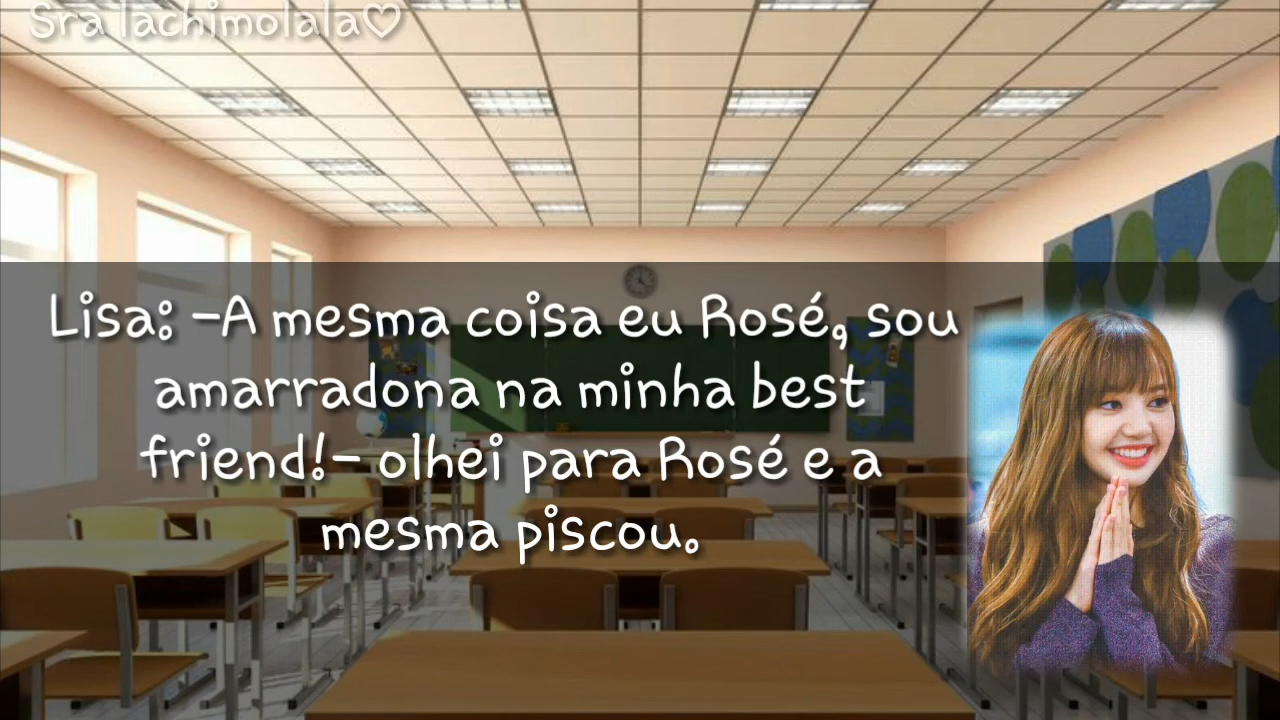 Sra lachimolala♡
Lisa: -A mesma coisa eu Rosé, sou
amarradona na minha best
friend!- olhei para Rosé e a
mesma piscou.